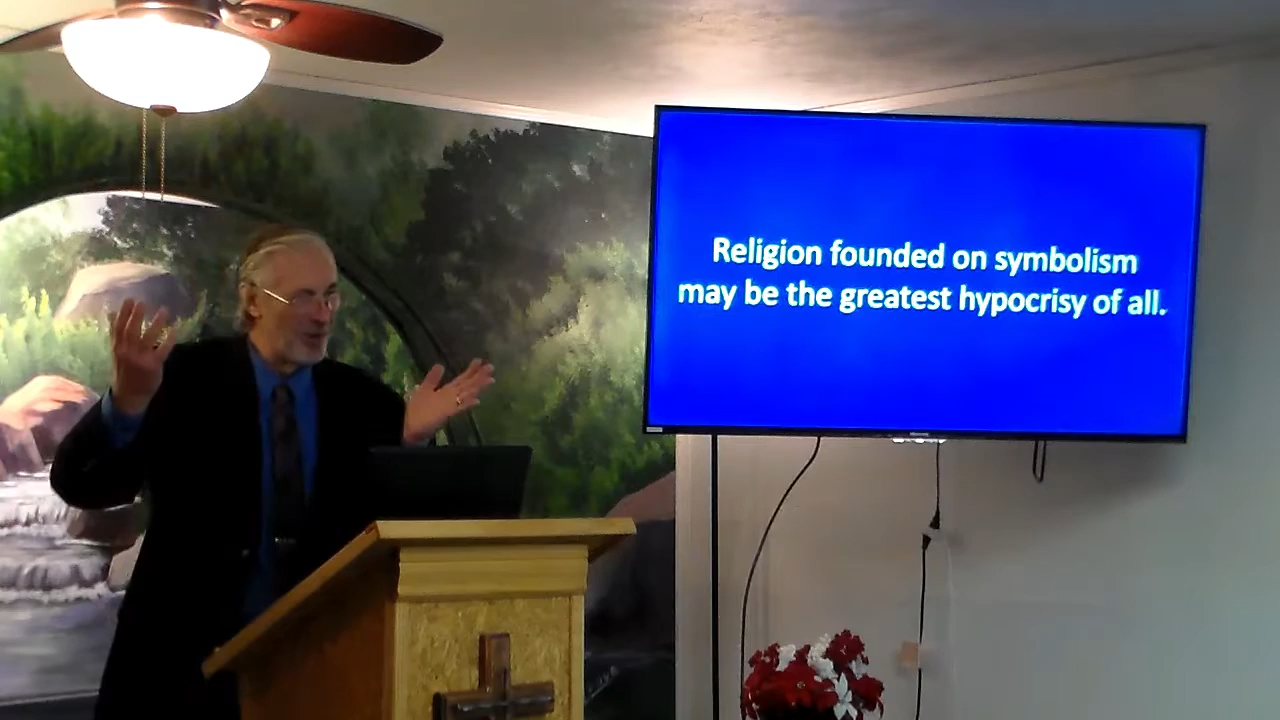 Religion founded on symbolism
may be the greatest hypocrisy of all.